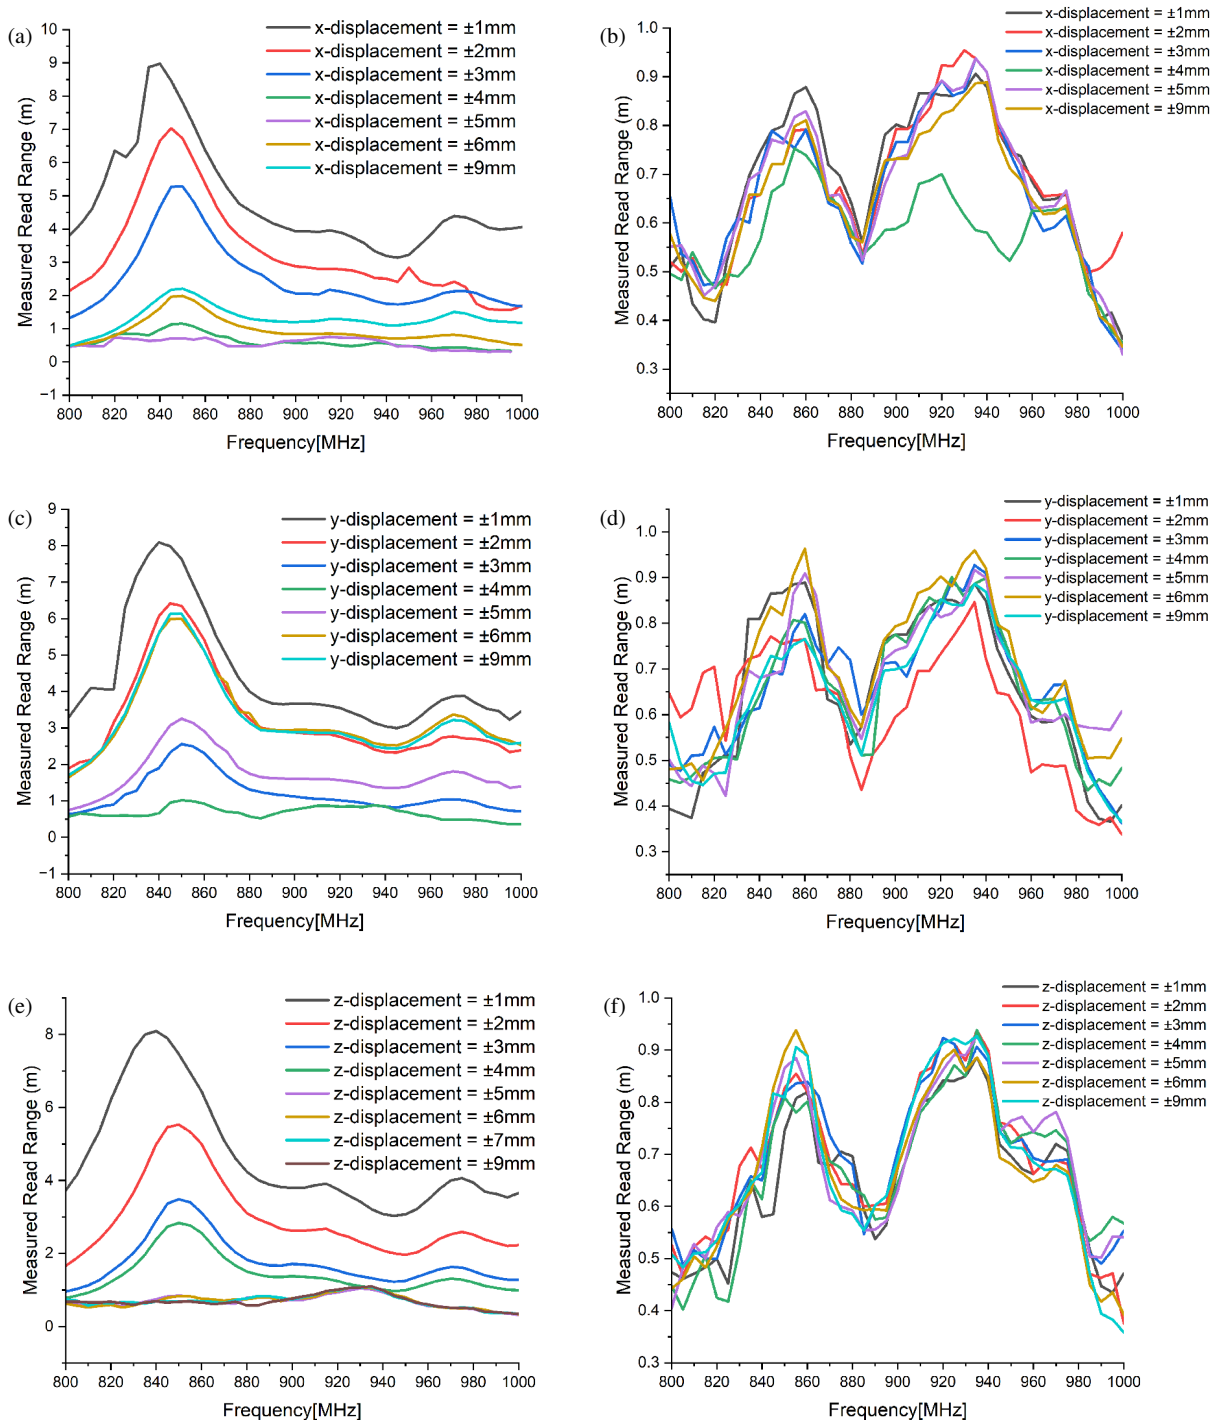 (a)
Measured Read Range (m)
10
9
8
7
6
5
4
3
2
1
0
−1
800 820 840 860 880 900 920 940 960 980 1000
Frequency[MHz]
x-displacement = ±1mm
x-displacement = ±2mm
x-displacement = ±3mm
x-displacement = ±4mm
x-displacement = ±5mm
x-displacement = ±6mm
x-displacement = ±9mm
(b)
Measured Read Range (m)
1.0
0.9
0.8
0.7
0.6
0.5
0.4
0.3
800 820 840 860 880 900 920 940 960 980 1000
Frequency[MHz]
x-displacement = ±1mm
x-displacement = ±2mm
x-displacement = ±3mm
x-displacement = ±4mm
x-displacement = ±5mm
x-displacement = ±9mm
(c)
Measured Read Range (m)
9
8
7
6
5
4
3
2
1
0
−1
800 820 840 860 880 900 920 940 960 980 1000
Frequency[MHz]
y-displacement = ±1mm
y-displacement = ±2mm
y-displacement = ±3mm
y-displacement = ±4mm
y-displacement = ±5mm
y-displacement = ±6mm
y-displacement = ±9mm
(d)
Measured Read Range (m)
1.0
0.9
0.8
0.7
0.6
0.5
0.4
0.3
800 820 840 860 880 900 920 940 960 980 1000
Frequency[MHz]
y-displacement = ±1mm
y-displacement = ±2mm
y-displacement = ±3mm
y-displacement = ±4mm
y-displacement = ±5mm
y-displacement = ±6mm
y-displacement = ±9mm
(e)
Measured Read Range (m)
8
6
4
2
0
800 820 840 860 880 900 920 940 960 980 1000
Frequency[MHz]
z-displacement = ±1mm
z-displacement = ±2mm
z-displacement = ±3mm
z-displacement = ±4mm
z-displacement = ±5mm
z-displacement = ±6mm
z-displacement = ±7mm
z-displacement = ±9mm
(f)
Measured Read Range (m)
1.0
0.9
0.8
0.7
0.6
0.5
0.4
0.3
800 820 840 860 880 900 920 940 960 980 1000
Frequency[MHz]
z-displacement = ±1mm
z-displacement = ±2mm
z-displacement = ±3mm
z-displacement = ±4mm
z-displacement = ±5mm
z-displacement = ±6mm
z-displacement = ±9mm